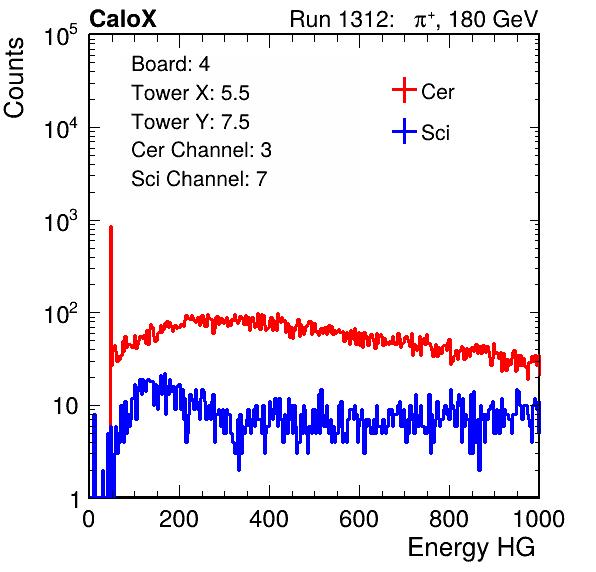 CaloX Run 1312: π⁺, 180 GeV
Counts
10⁵
10⁴
10³
10²
10
1
Board: 4
Tower X: 5.5
Tower Y: 7.5
Cer Channel: 3
Sci Channel: 7
Cer
Sci
0 200 400 600 800 1000
Energy HG